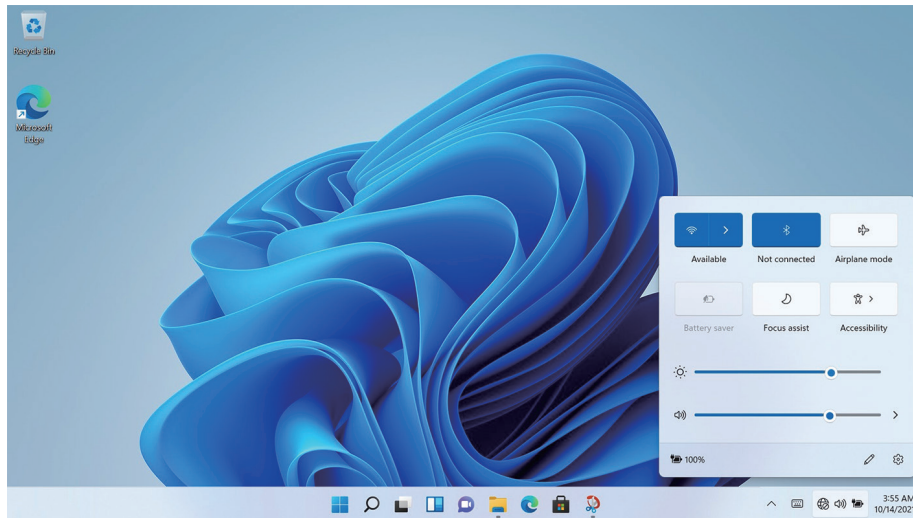 Recycle Bin
Microsoft
Edge
Available
Not connected
Airplane mode
Battery saver
Focus assist
Accessibility
100%
3:55 AM